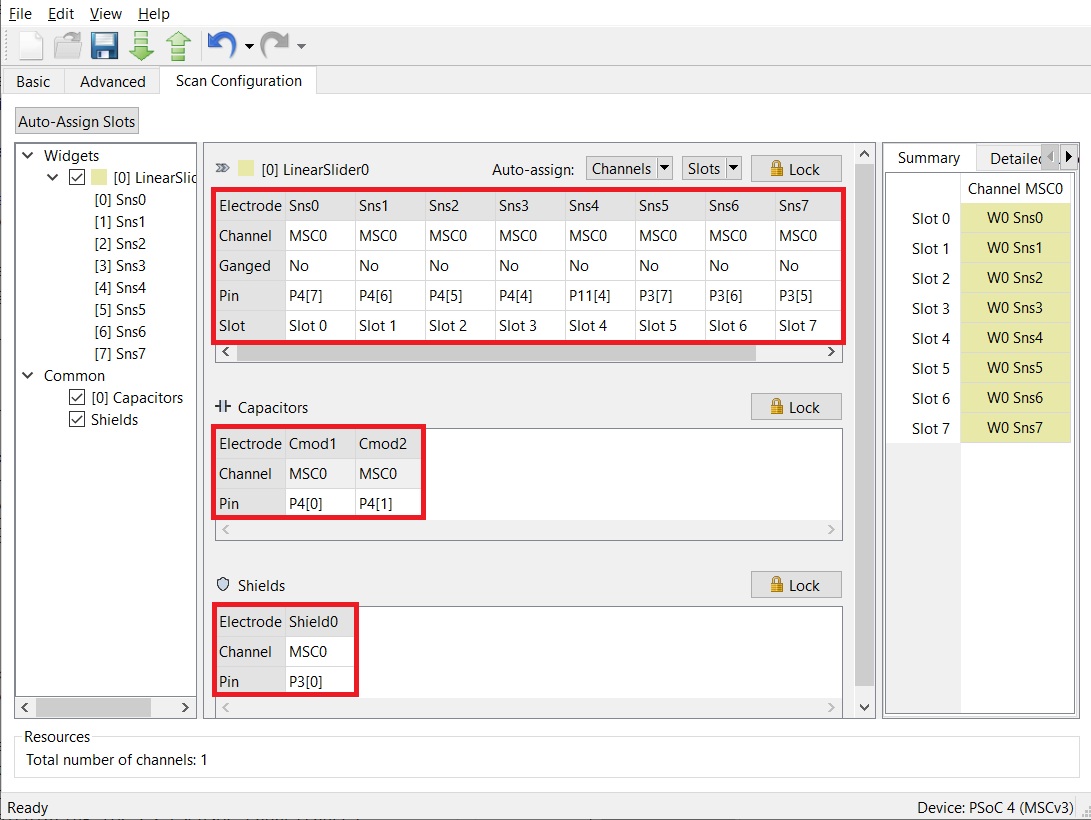 File Edit View Help
Basic Advanced Scan Configuration
Auto-Assign Slots
Widgets
[0] LinearSlid
[0] Sns0
[1] Sns1
[2] Sns2
[3] Sns3
[4] Sns4
[5] Sns5
[6] Sns6
[7] Sns7
Common
[0] Capacitors
Shields
[0] LinearSlider0 Auto-assign: Channels Slots Lock
Electrode Sns0 Sns1 Sns2 Sns3 Sns4 Sns5 Sns6 Sns7
Channel MSC0 MSC0 MSC0 MSC0 MSC0 MSC0 MSC0 MSC0
Ganged No No No No No No No No
Pin P4[7] P4[6] P4[5] P4[4] P11[4] P3[7] P3[6] P3[5]
Slot Slot 0 Slot 1 Slot 2 Slot 3 Slot 4 Slot 5 Slot 6 Slot 7
Capacitors Lock
Electrode Cmod1 Cmod2
Channel MSC0 MSC0
Pin P4[0] P4[1]
Shields Lock
Electrode Shield0
Channel MSC0
Pin P3[0]
Summary Detailed
Channel MSC0
Slot 0 W0 Sns0
Slot 1 W0 Sns1
Slot 2 W0 Sns2
Slot 3 W0 Sns3
Slot 4 W0 Sns4
Slot 5 W0 Sns5
Slot 6 W0 Sns6
Slot 7 W0 Sns7
Resources
Total number of channels: 1
Ready Device: PSoC 4 (MSCv3)